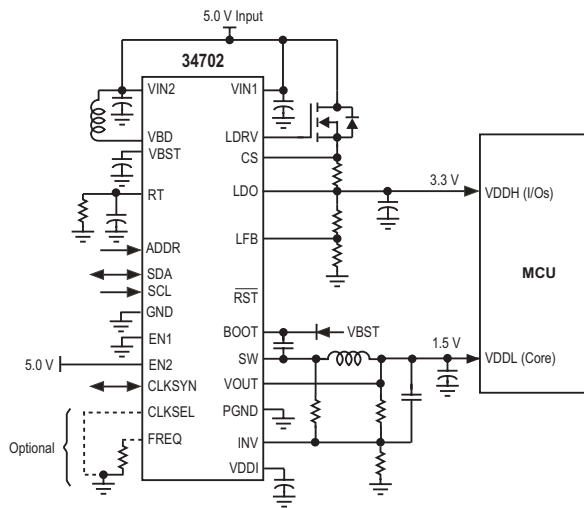 5.0 V Input
34702
VIN2
VIN1
VBD
LDRV
VBST
CS
RT
LDO
3.3 V
VDDH (I/Os)
ADDR
LFB
SDA
SCL
RST
MCU
GND
EN1
BOOT
VBST
5.0 V
EN2
SW
1.5 V
VDDL (Core)
CLKSYN
VOUT
CLKSEL
PGND
Optional
FREQ
INV
VDDI